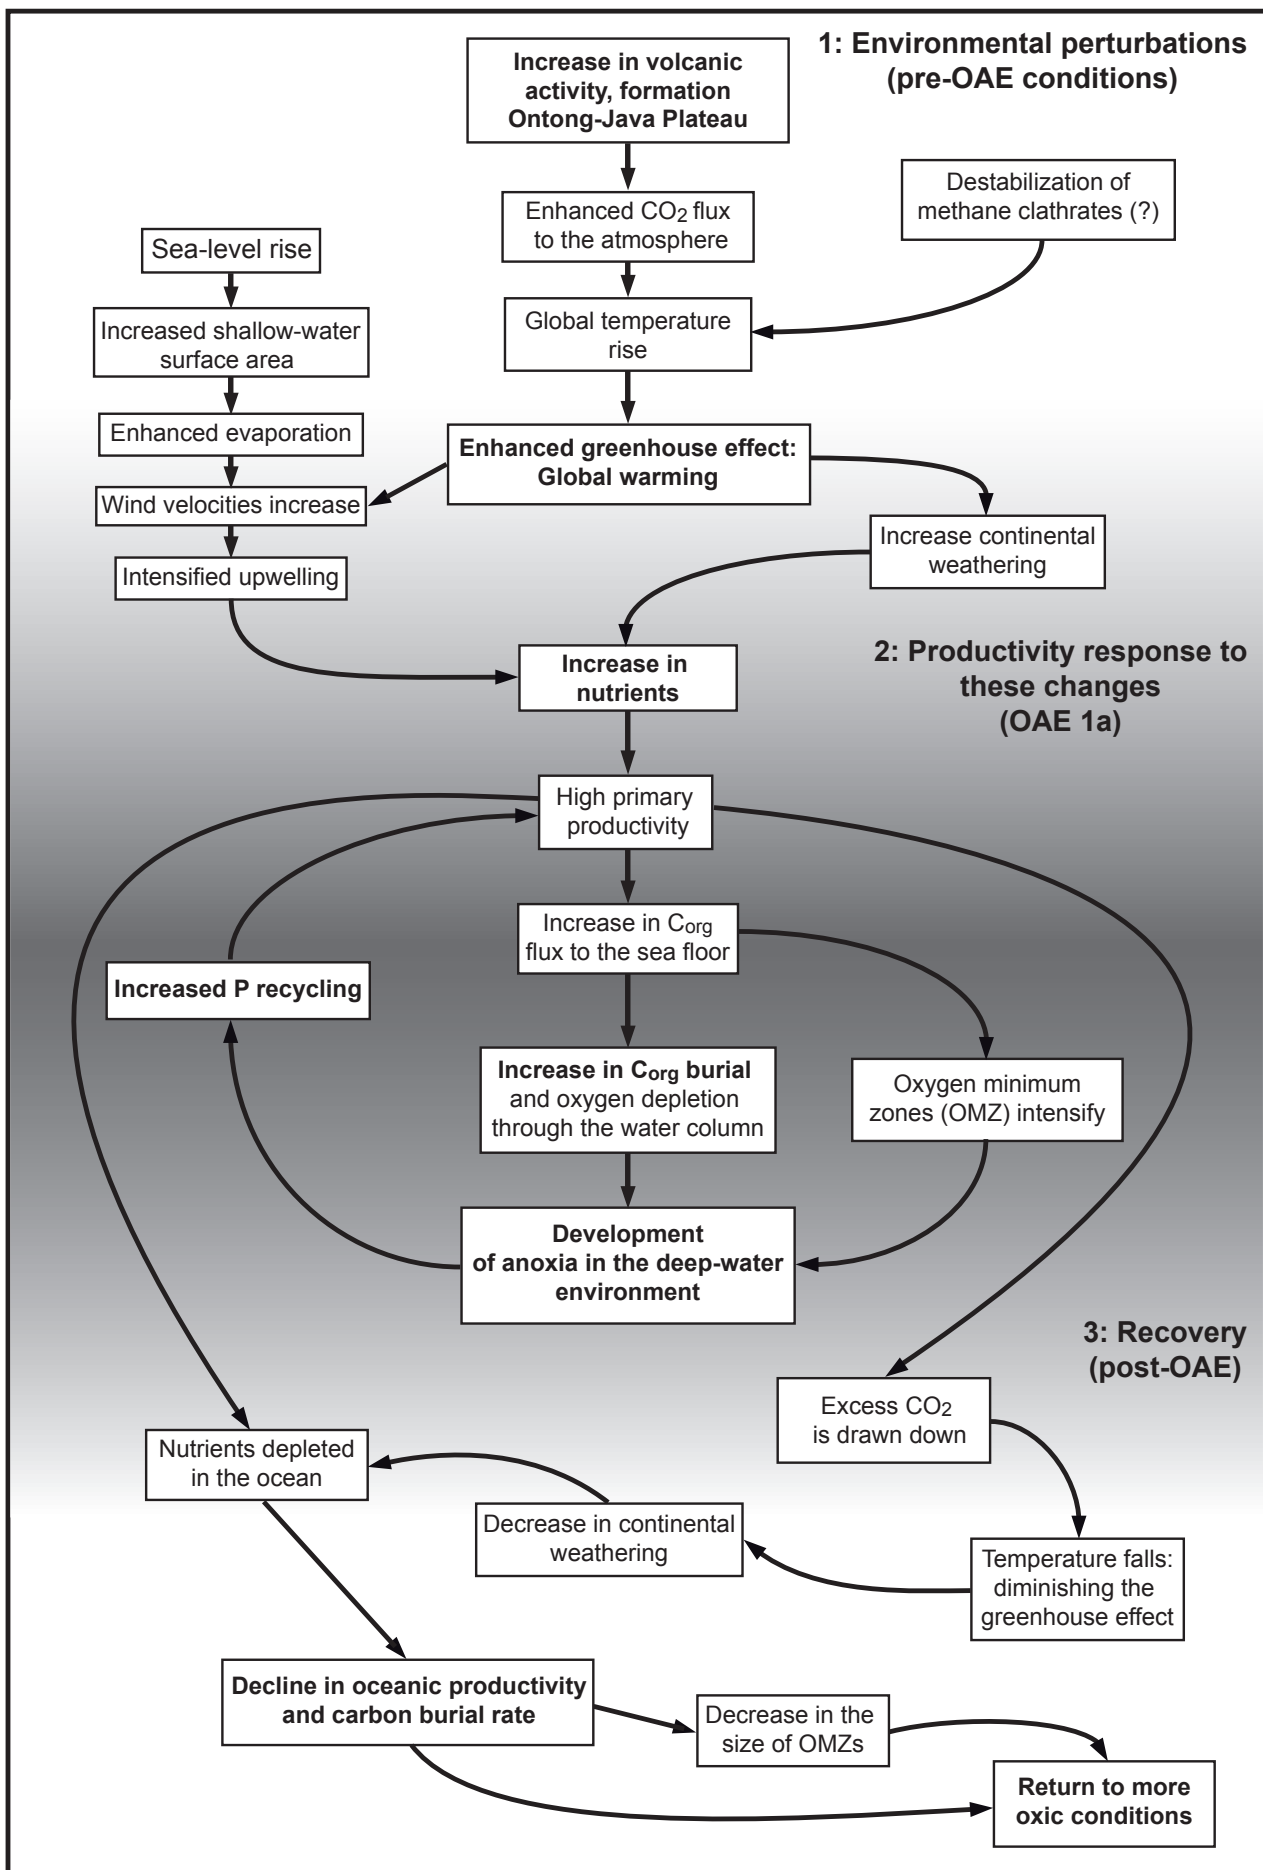 1: Environmental perturbations
(pre-OAE conditions)
Increase in volcanic
activity, formation
Ontong-Java Plateau
Destabilization of
methane clathrates (?)
Enhanced CO2 flux
to the atmosphere
Sea-level rise
Global temperature
rise
Increased shallow-water
surface area
Enhanced evaporation
Enhanced greenhouse effect:
Global warming
Wind velocities increase
Increase continental
weathering
Intensified upwelling
2: Productivity response to
these changes
(OAE 1a)
Increase in
nutrients
High primary
productivity
Increase in Corg
flux to the sea floor
Increased P recycling
Increase in Corg burial
and oxygen depletion
through the water column
Oxygen minimum
zones (OMZ) intensify
Development
of anoxia in the deep-water
environment
3: Recovery
(post-OAE)
Excess CO2
is drawn down
Nutrients depleted
in the ocean
Decrease in continental
weathering
Temperature falls:
diminishing the
greenhouse effect
Decline in oceanic productivity
and carbon burial rate
Decrease in the
size of OMZs
Return to more
oxic conditions